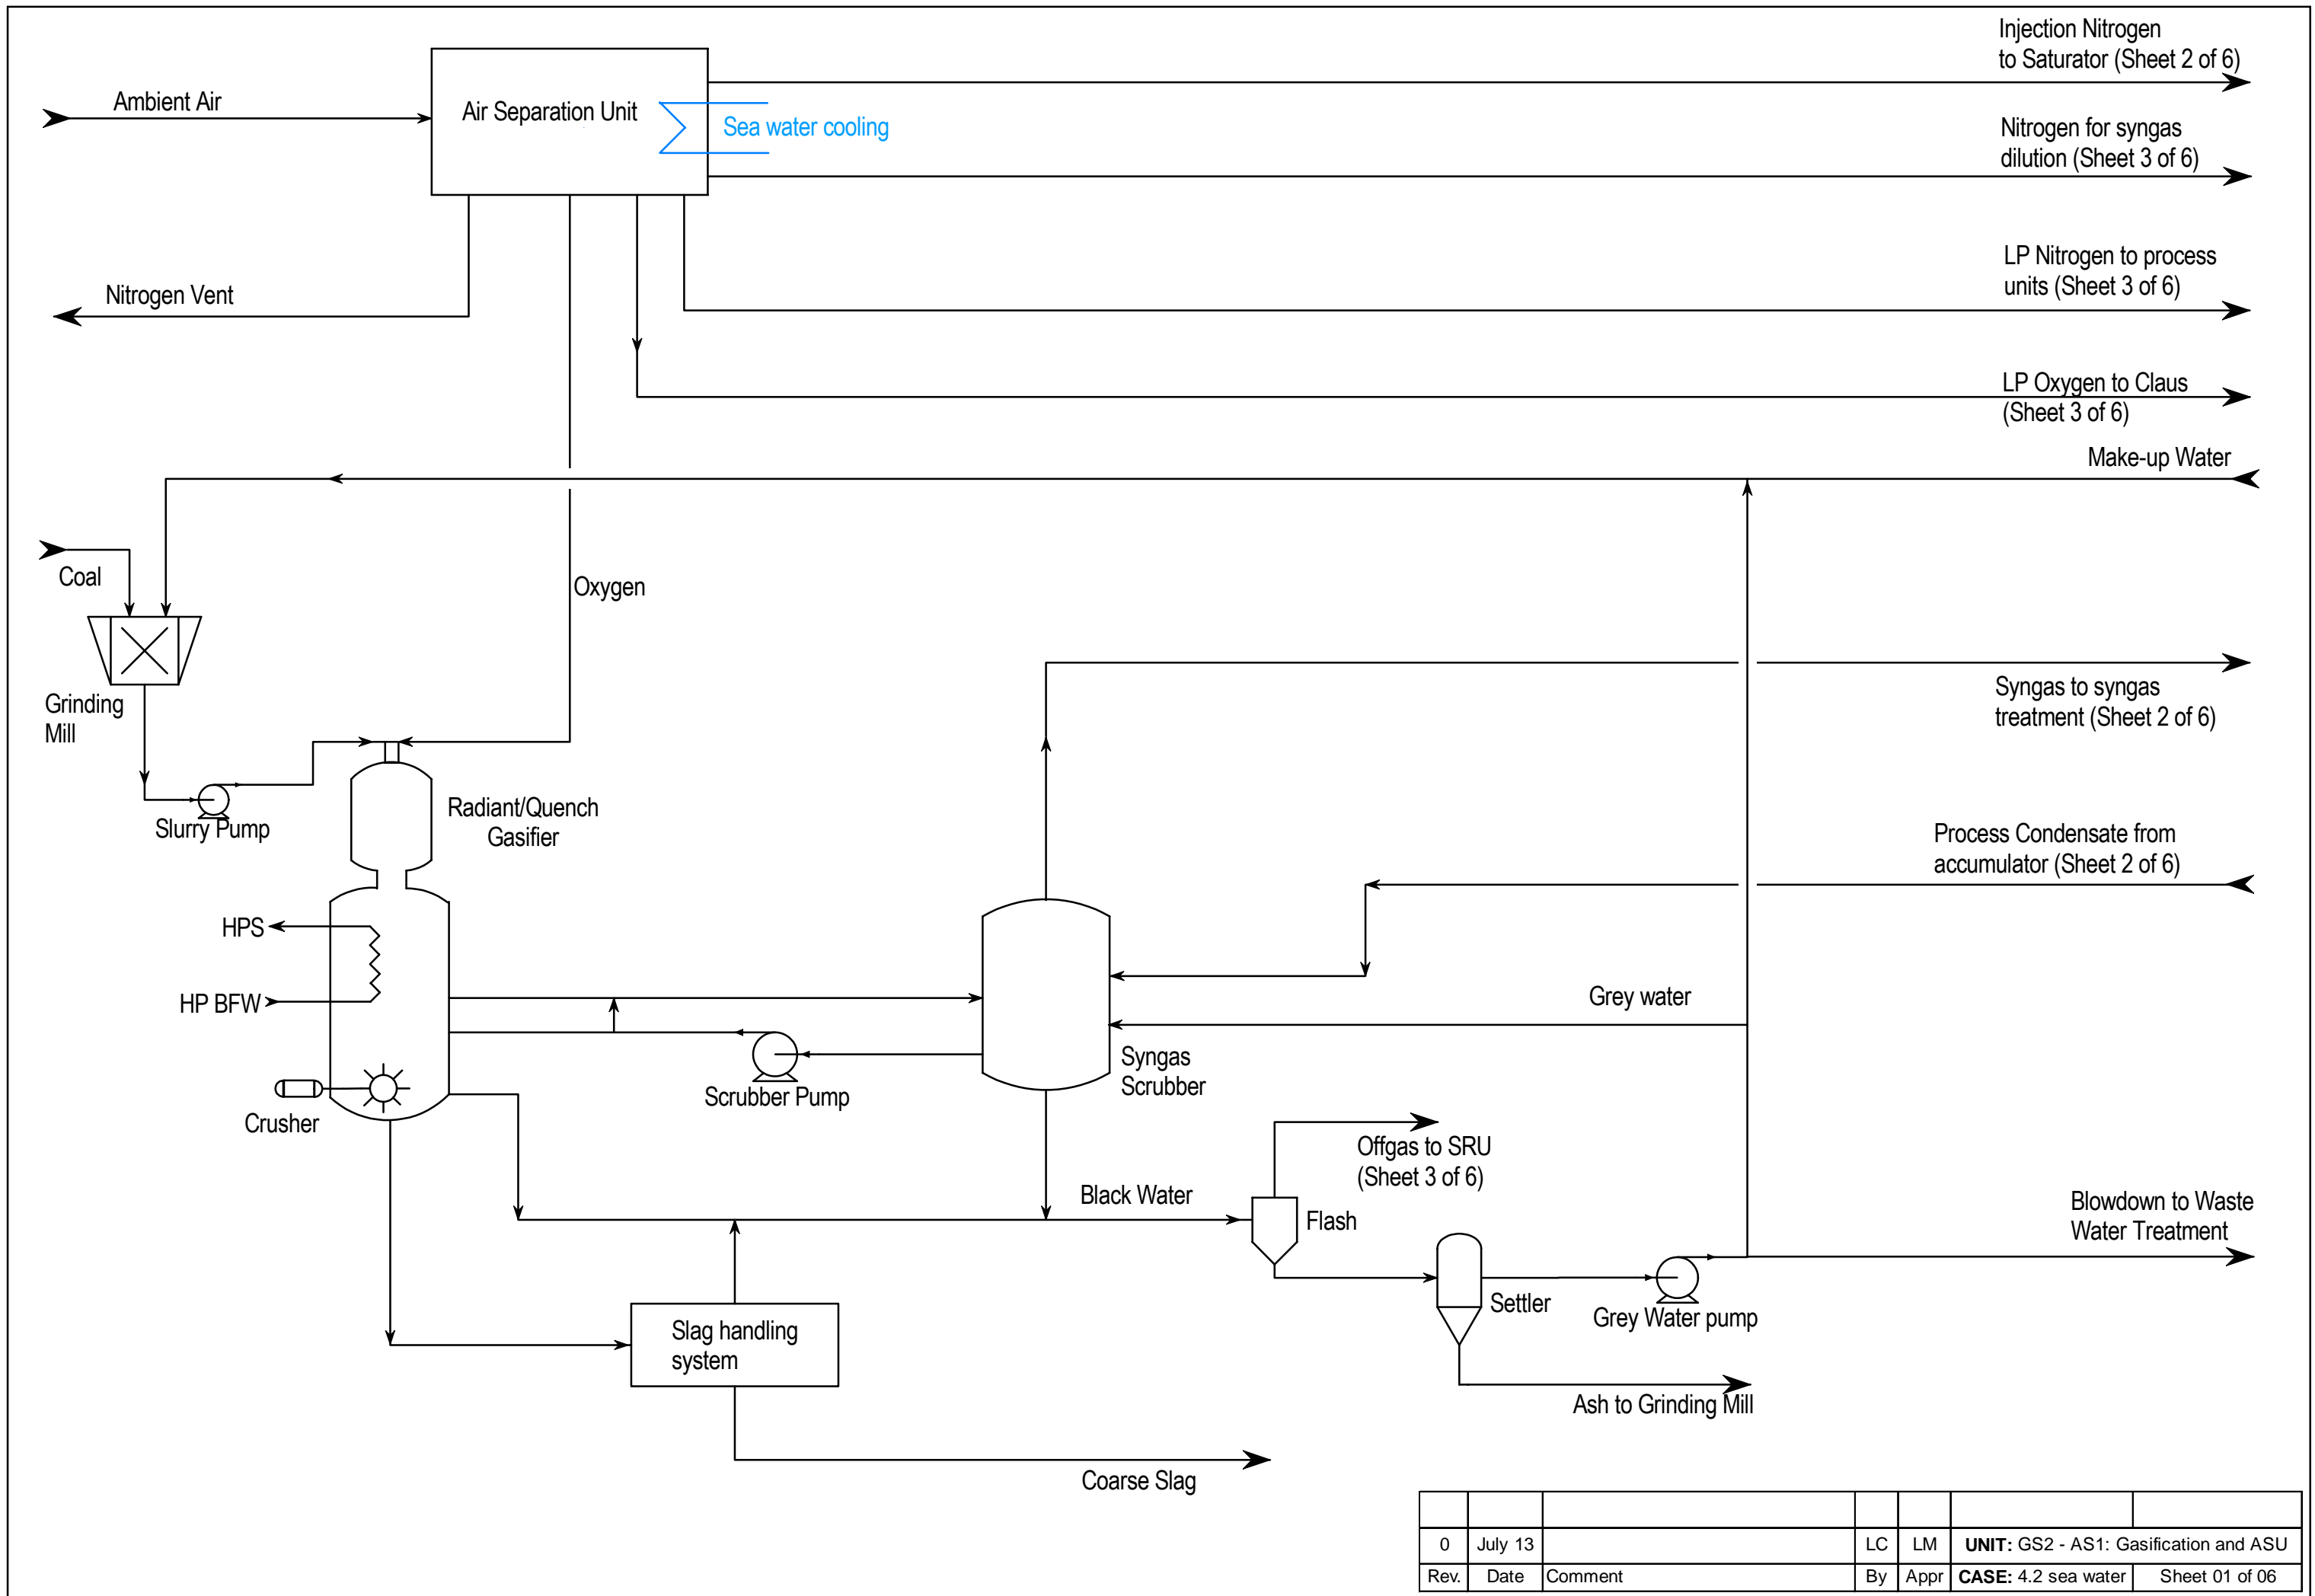 Injection Nitrogen
to Saturator (Sheet 2 of 6)
Ambient Air
Air Separation Unit
Sea water cooling
Nitrogen for syngas
dilution (Sheet 3 of 6)
LP Nitrogen to process
units (Sheet 3 of 6)
Nitrogen Vent
LP Oxygen to Claus
(Sheet 3 of 6)
Make-up Water
Coal
Oxygen
Grinding
Mill
Syngas to syngas
treatment (Sheet 2 of 6)
Slurry Pump
Radiant/Quench
Gasifier
Process Condensate from
accumulator (Sheet 2 of 6)
HPS
HP BFW
Grey water
Syngas
Scrubber
Scrubber Pump
Crusher
Offgas to SRU
(Sheet 3 of 6)
Black Water
Flash
Blowdown to Waste
Water Treatment
Settler
Grey Water pump
Slag handling
system
Ash to Grinding Mill
Coarse Slag
0 July 13 LC LM UNIT: GS2 - AS1: Gasification and ASU
Rev. Date Comment By Appr CASE: 4.2 sea water Sheet 01 of 06